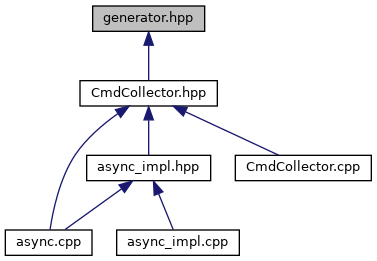 generator.hpp
CmdCollector.hpp
async_impl.hpp
CmdCollector.cpp
async.cpp
async_impl.cpp